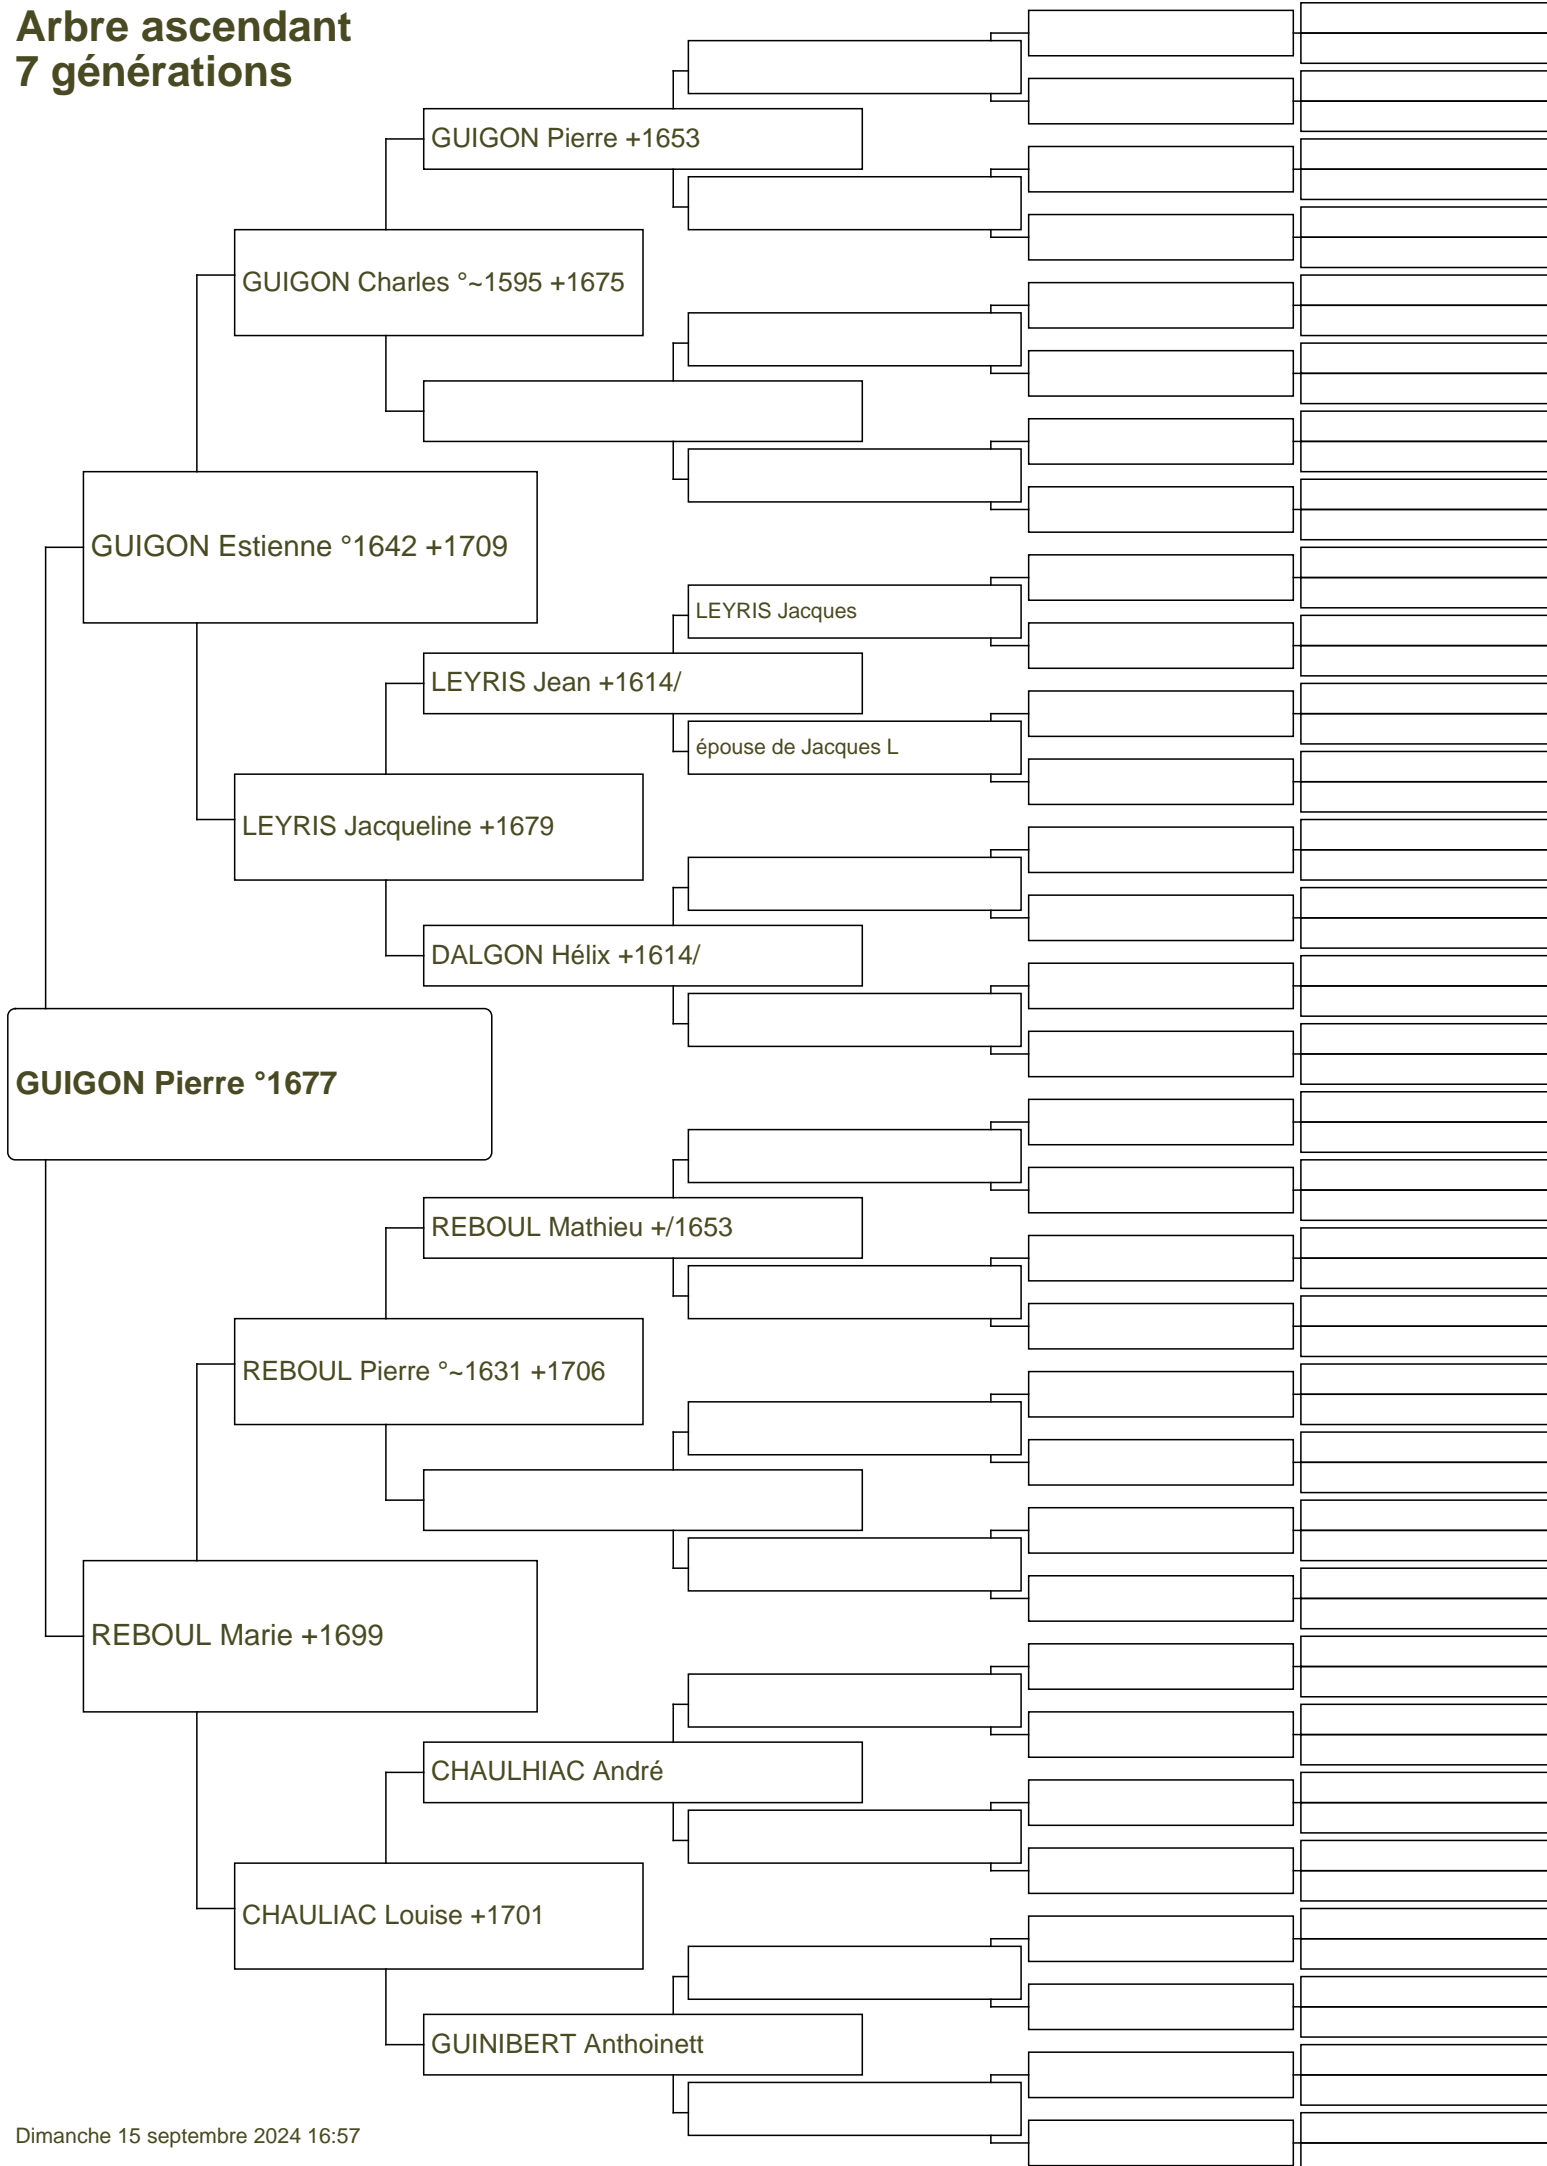 Arbre ascendant
7 générations
GUIGON Pierre +1653
GUIGON Charles °~1595 +1675
GUIGON Estienne °1642 +1709
LEYRIS Jacques
LEYRIS Jean +1614/
épouse de Jacques L
LEYRIS Jacqueline +1679
DALGON Hélix +1614/
GUIGON Pierre °1677
REBOUL Mathieu +/1653
REBOUL Pierre °~1631 +1706
REBOUL Marie +1699
CHAULHIAC André
CHAULIAC Louise +1701
GUINIBERT Anthoinett
Dimanche 15 septembre 2024 16:57